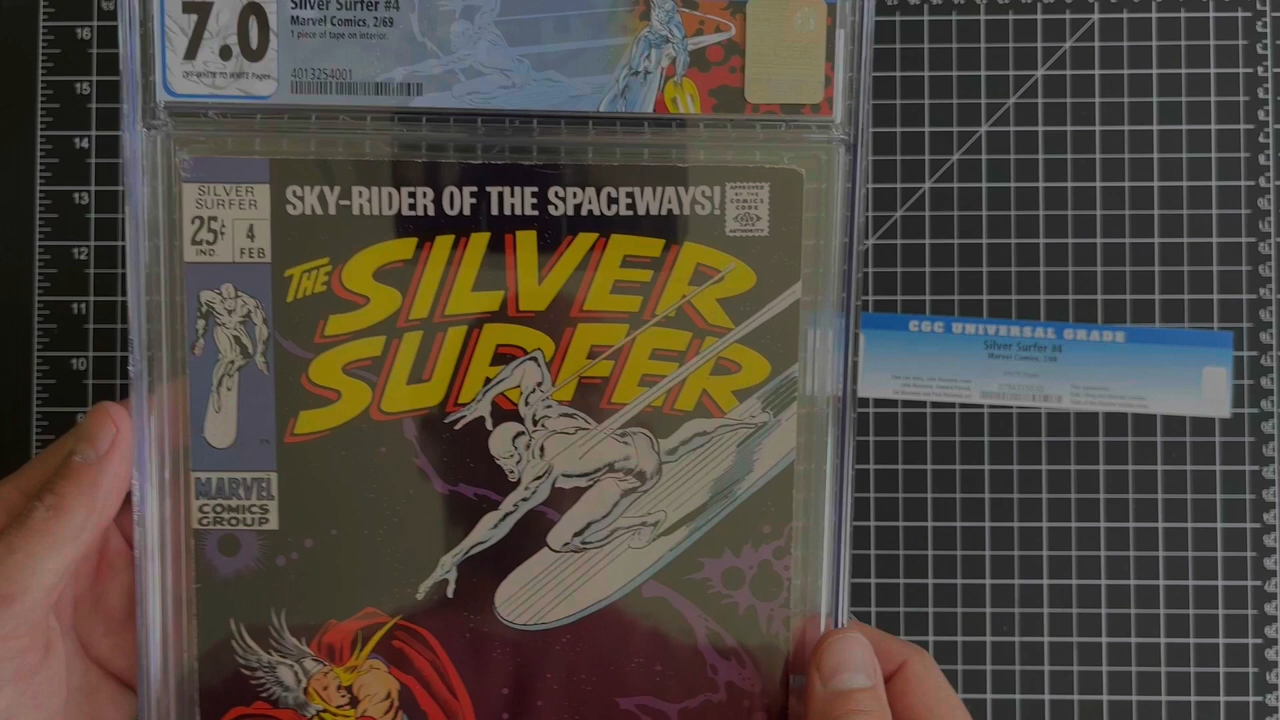 7.0
OFF-WHITE TO WHITE Pages
Silver Surfer #4
Marvel Comics, 2/69
1 piece of tape on interior.
4013254001
SILVER
SURFER
25¢
IND.
4
FEB
MARVEL
COMICS
GROUP
SKY-RIDER OF THE SPACEWAYS!
APPROVED
BY THE
COMICS
CODE
AUTHORITY
THE SILVER
SURFER
CGC UNIVERSAL GRADE
Silver Surfer #4
Marvel Comics, 2/69
16
15
14
13
12
11
10
9